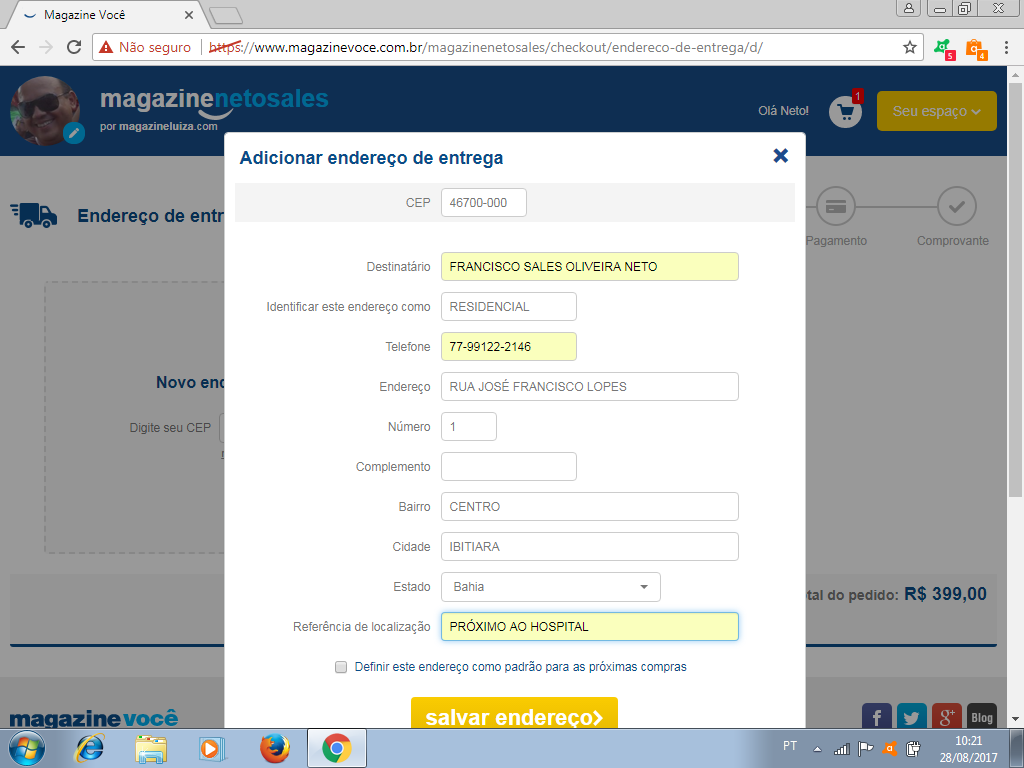 Magazine Você
Não seguro
https://www.magazinevoce.com.br/magazinenetosales/checkout/endereco-de-entrega/d/
5
4
magazinenetosales
por magazineluiza.com
Olá Neto!
1
Seu espaço
Adicionar endereço de entrega
CEP
46700-000
Endereço de entr
Pagamento
Comprovante
Destinatário
FRANCISCO SALES OLIVEIRA NETO
Identificar este endereço como
RESIDENCIAL
Telefone
77-99122-2146
Novo end
Endereço
RUA JOSÉ FRANCISCO LOPES
Digite seu CEP
Número
1
Complemento
Bairro
CENTRO
Cidade
IBITIARA
Estado
Bahia
tal do pedido: R$ 399,00
Referência de localização
PRÓXIMO AO HOSPITAL
Definir este endereço como padrão para as próximas compras
salvar endereço
magazinevocê
Blog
PT
10:21
28/08/2017